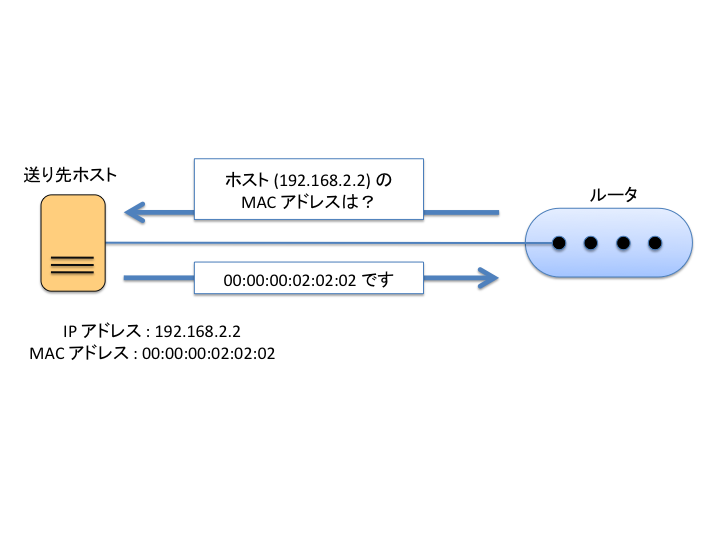 送り先ホスト
ホスト (192.168.2.2) の
MAC アドレスは？
ルータ
00:00:00:02:02:02 です
IP アドレス : 192.168.2.2
MAC アドレス : 00:00:00:02:02:02